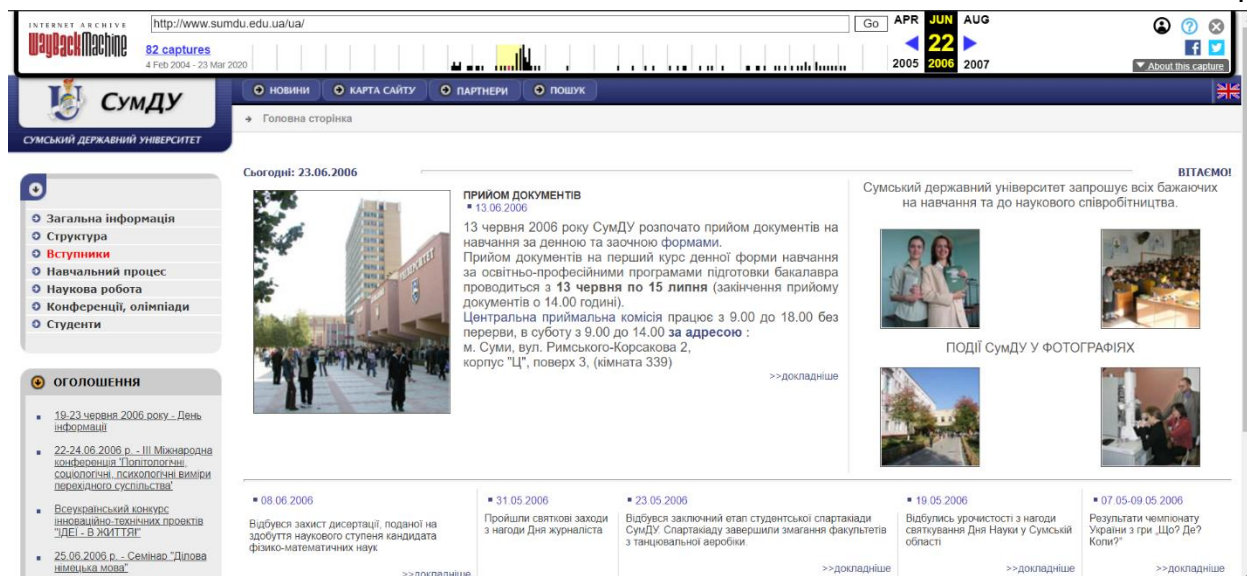 INTERNET ARCHIVE
WayBackMachine
http://www.sumdu.edu.ua/ua/
Go
APR JUN AUG
82 captures
22
4 Feb 2004 - 23 Mar 2020
2005 2006 2007
About this capture
СумДУ
СУМСЬКИЙ ДЕРЖАВНИЙ УНІВЕРСИТЕТ
НОВИНИ
КАРТА САЙТУ
ПАРТНЕРИ
ПОШУК
Головна сторінка
Сьогодні: 23.06.2006
ВІТАЄМО!
Загальна інформація
Структура
Вступники
Навчальний процес
Наукова робота
Конференції, олімпіади
Студенти
ОГОЛОШЕННЯ
19-23 червня 2006 року - День
інформації
22-24.06.2006 р. - III Міжнародна
конференція 'Політологічні,
соціологічні, психологічні виміри
перехідного суспільства'
Всеукраїнський конкурс
інноваційно-технічних проектів
"ІДЕЇ - В ЖИТТЯ!"
25.06.2006 р. - Семінар "Ділова
німецька мова"
УНІВЕРСИТЕТ
ПРИЙОМ ДОКУМЕНТІВ
13.06.2006
13 червня 2006 року СумДУ розпочато прийом документів на
навчання за денною та заочною формами.
Прийом документів на перший курс денної форми навчання
за освітньо-професійними програмами підготовки бакалавра
проводиться з 13 червня по 15 липня (закінчення прийому
документів о 14.00 годині).
Центральна приймальна комісія працює з 9.00 до 18.00 без
перерви, в суботу з 9.00 до 14.00 за адресою :
м. Суми, вул. Римського-Корсакова 2,
корпус "Ц", поверх 3, (кімната 339)
>>докладніше
Сумський державний університет запрошує всіх бажаючих
на навчання та до наукового співробітництва.
ПОДІЇ СумДУ У ФОТОГРАФІЯХ
08.06.2006
Відбувся захист дисертації, поданої на
здобуття наукового ступеня кандидата
фізико-математичних наук
>>докладніше
31.05.2006
Пройшли святкові заходи
з нагоди Дня журналіста
23.05.2006
Відбувся заключний етап студентської спартакіади
СумДУ. Спартакіаду завершили змагання факультетів
з танцювальної аеробіки.
>>докладніше
19.05.2006
Відбулись урочистості з нагоди
святкування Дня Науки у Сумській
області
>>докладніше
07.05-09.05.2006
Результати чемпіонату
України з гри „Що? Де?
Коли?"
>>докладніше